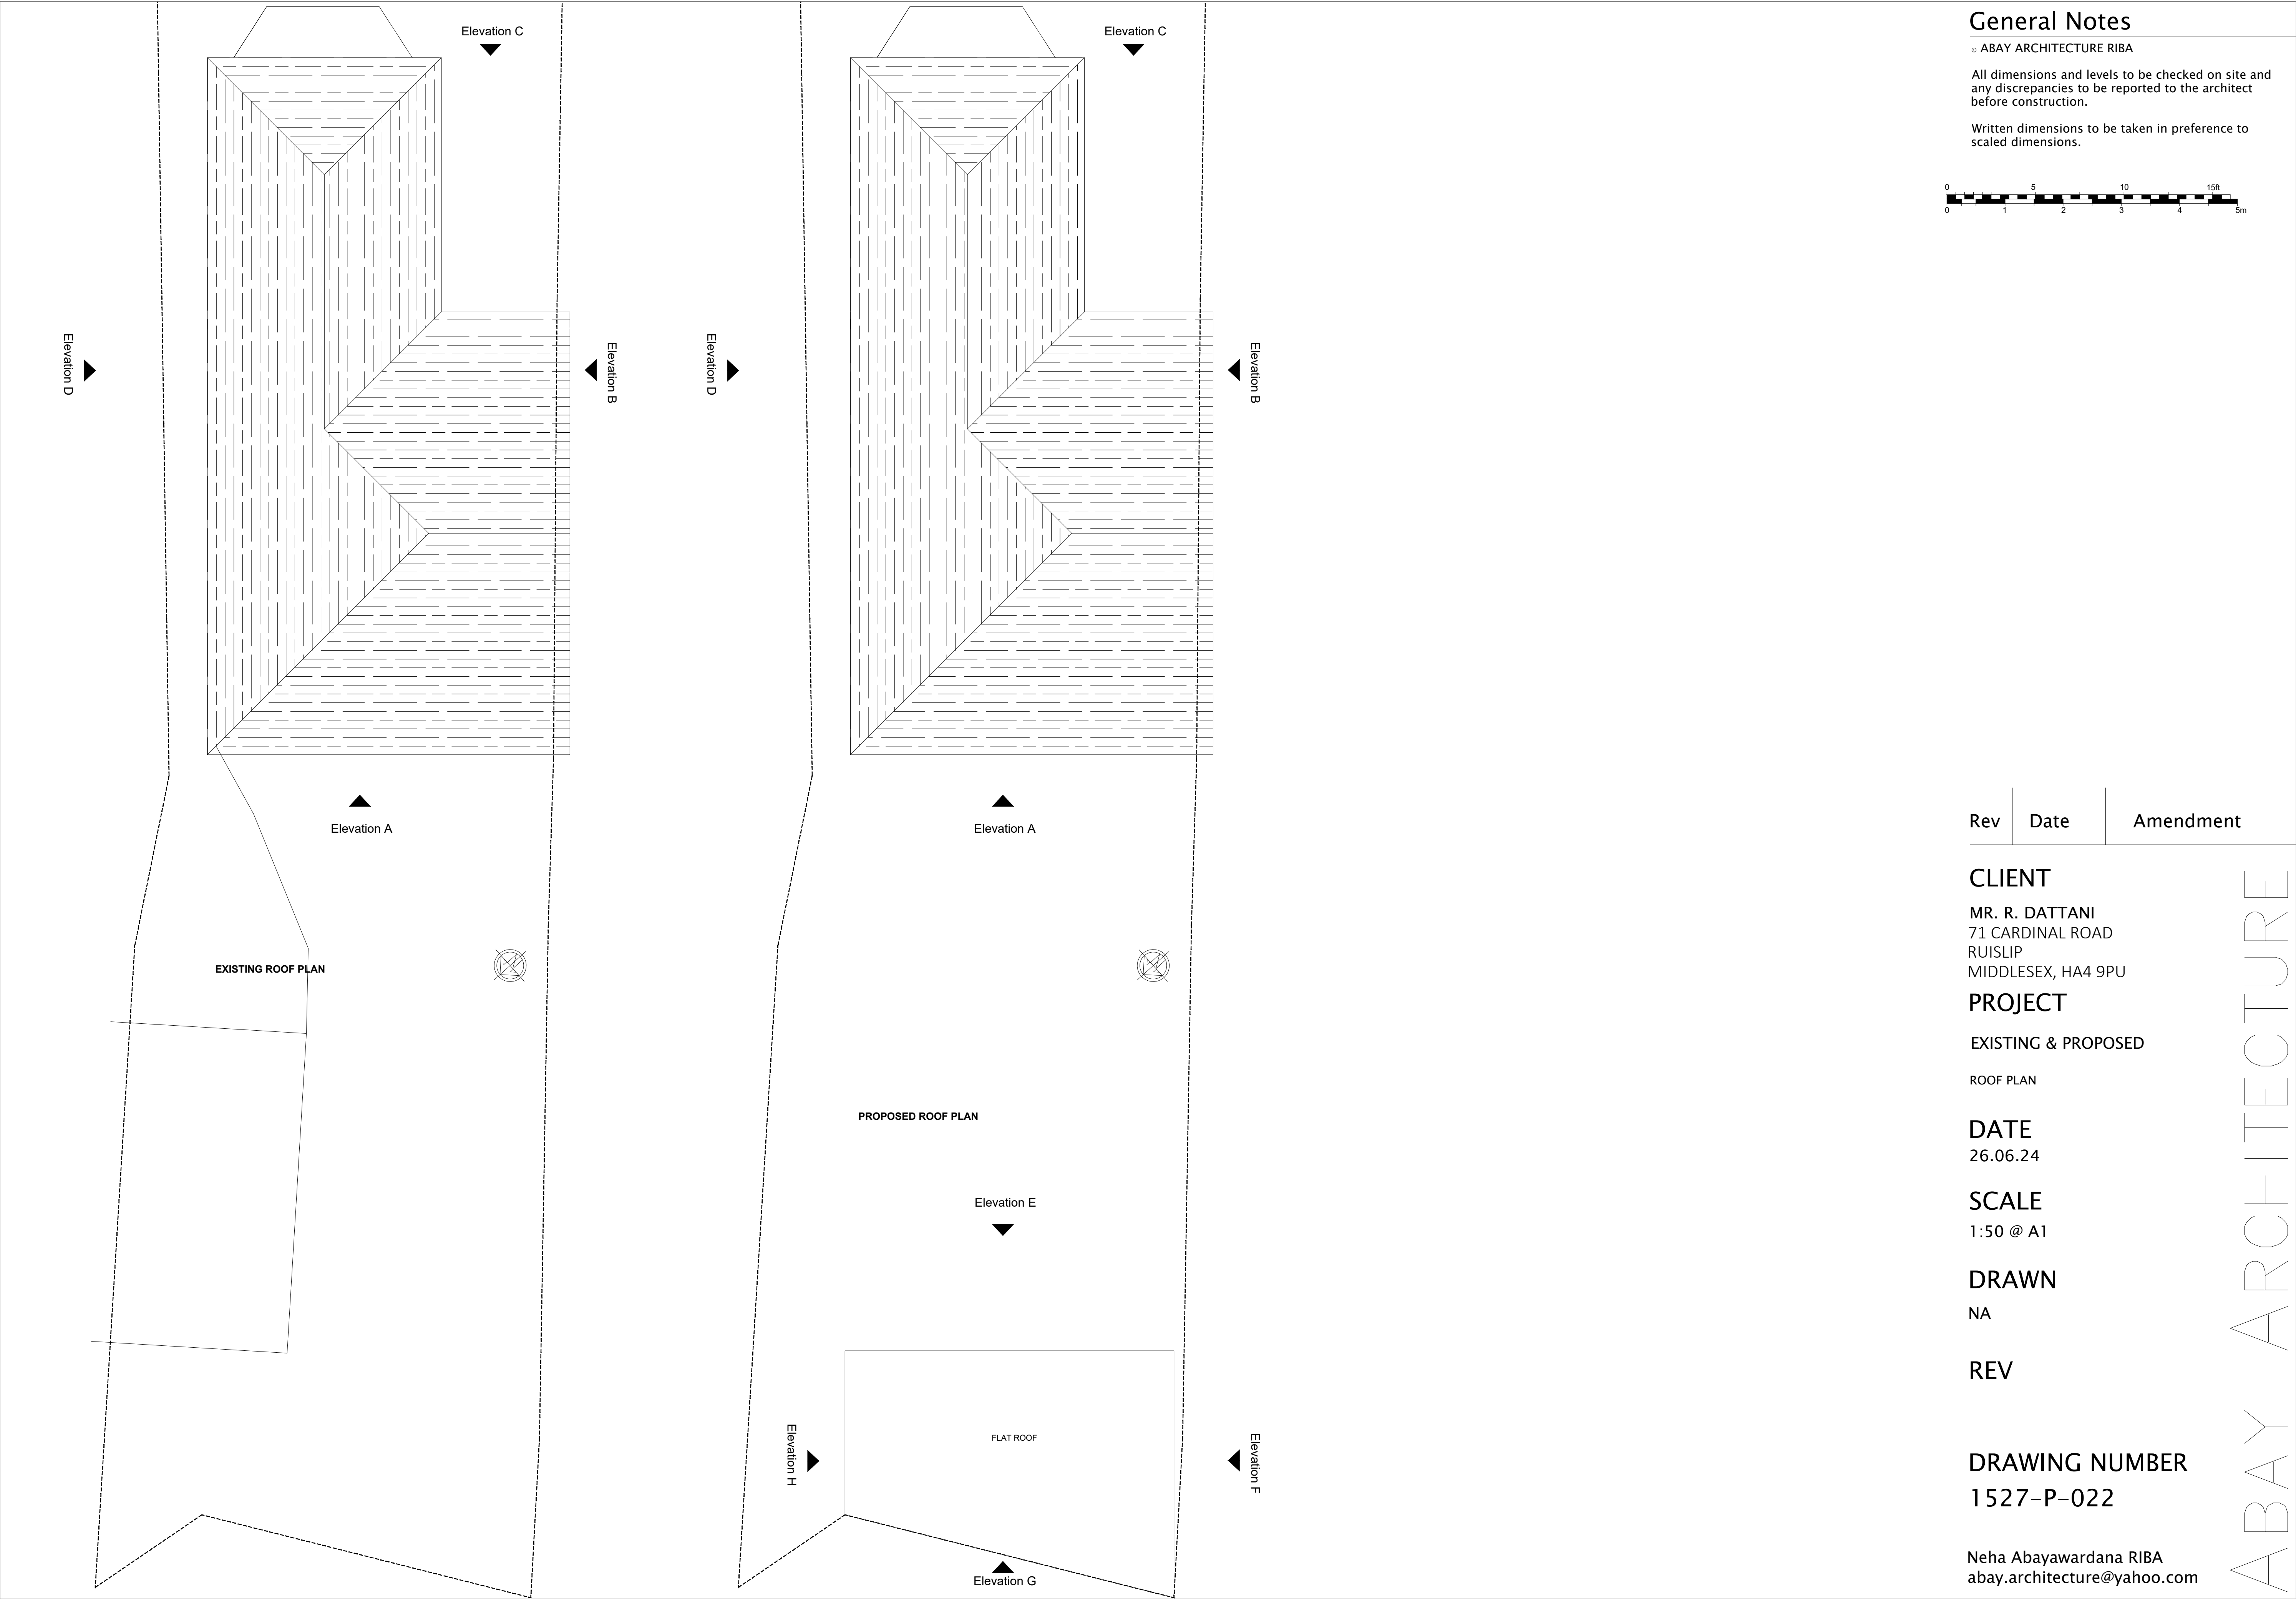 Elevation C
Elevation D
Elevation B
Elevation A
EXISTING ROOF PLAN
Elevation C
Elevation D
Elevation B
Elevation A
PROPOSED ROOF PLAN
Elevation E
Elevation H
FLAT ROOF
Elevation F
Elevation G
General Notes
© ABAY ARCHITECTURE RIBA
All dimensions and levels to be checked on site and
any discrepancies to be reported to the architect
before construction.
Written dimensions to be taken in preference to
scaled dimensions.
0 5 10 15ft
0 1 2 3 4 5m
Rev Date Amendment
CLIENT
MR. R. DATTANI
71 CARDINAL ROAD
RUISLIP
MIDDLESEX, HA4 9PU
PROJECT
EXISTING & PROPOSED
ROOF PLAN
DATE
26.06.24
SCALE
1:50 @ A1
DRAWN
NA
REV
DRAWING NUMBER
1527-P-022
Neha Abayawardana RIBA
abay.architecture@yahoo.com
ABAY ARCHITECTURE